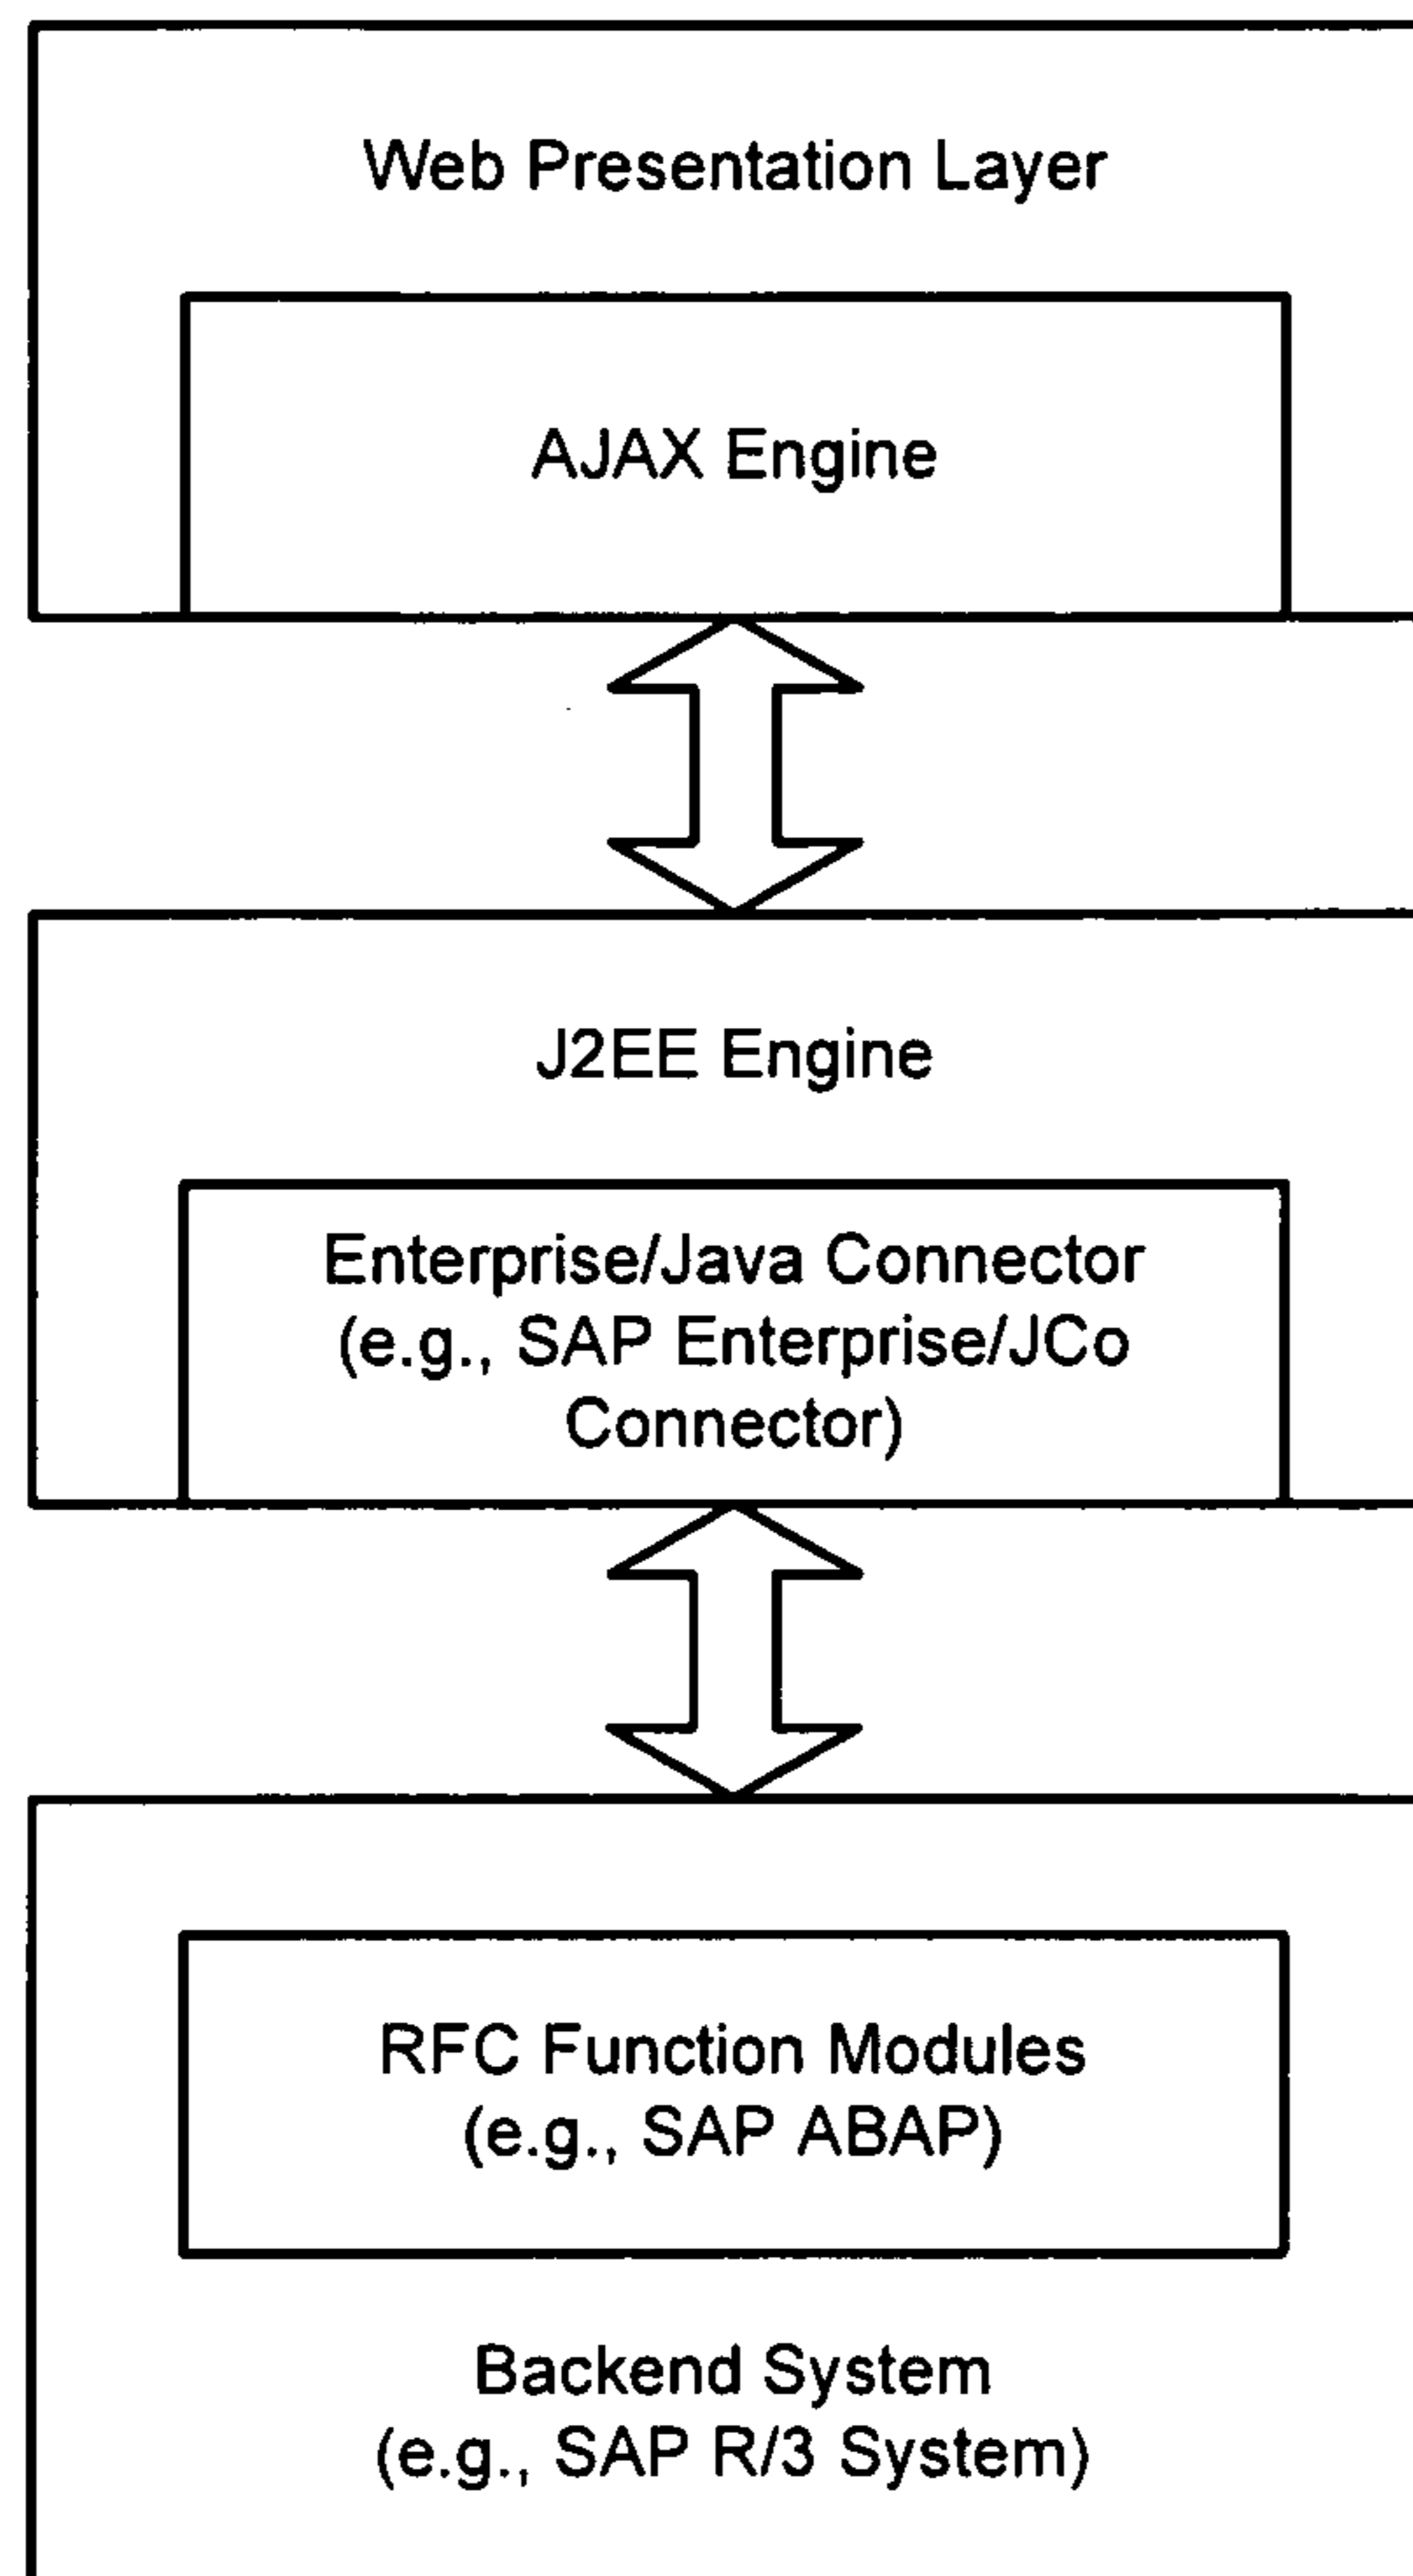 Web Presentation Layer
AJAX Engine
J2EE Engine
Enterprise/Java Connector
(e.g., SAP Enterprise/JCo
Connector)
RFC Function Modules
(e.g., SAP ABAP)
Backend System
(e.g., SAP R/3 System)